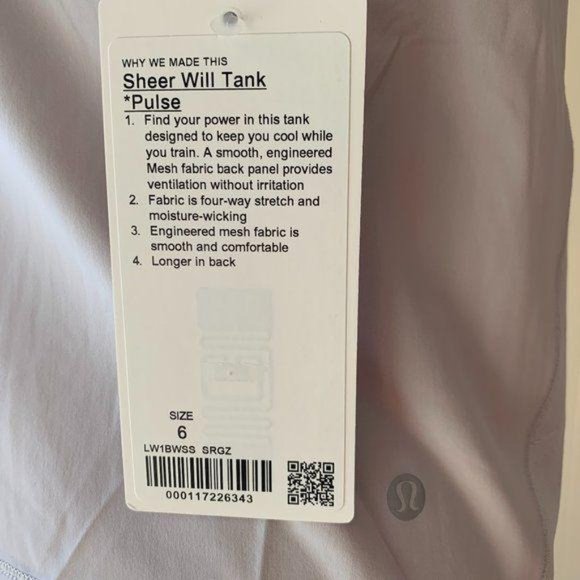 WHY WE MADE THIS
Sheer Will Tank
*Pulse
1. Find your power in this tank
designed to keep you cool while
you train. A smooth, engineered
Mesh fabric back panel provides
ventilation without irritation
2. Fabric is four-way stretch and
moisture-wicking
3. Engineered mesh fabric is
smooth and comfortable
4. Longer in back
SIZE
6
LW1BWSS SRGZ
000117226343